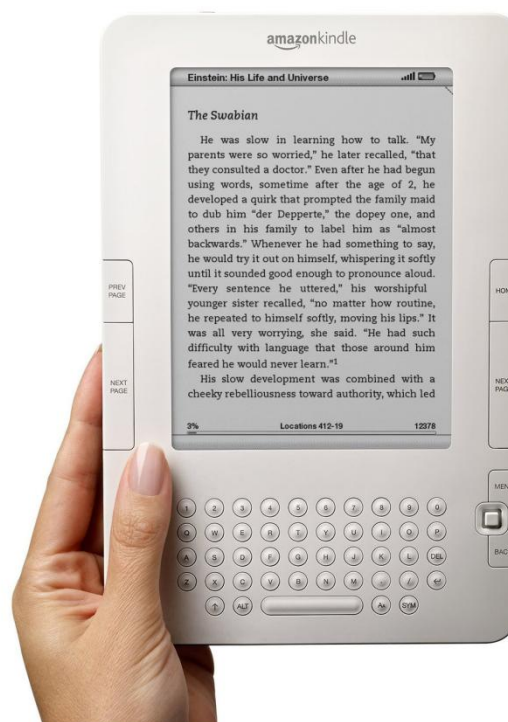 amazonkindle
Einstein: His Life and Universe
The Swabian
He was slow in learning how to talk. “My
parents were so worried,” he later recalled, “that
they consulted a doctor.” Even after he had begun
using words, sometime after the age of 2, he
developed a quirk that prompted the family maid
to dub him “der Depperte,” the dopey one, and
others in his family to label him as “almost
backwards.” Whenever he had something to say,
he would try it out on himself, whispering it softly
until it sounded good enough to pronounce aloud.
“Every sentence he uttered,” his worshipful
younger sister recalled, “no matter how routine,
he repeated to himself softly, moving his lips.” It
was all very worrying, she said. “He had such
difficulty with language that those around him
feared he would never learn.”1
His slow development was combined with a
cheeky rebelliousness toward authority, which led
3% Locations 412-19 12378
PREV
PAGE
NEXT
PAGE
HOM
NEX
PAG
MEN
BAC
1 2 3 4 5 6 7 8 9 0
Q W E R T Y U I O P
A S D F G H J K L DEL
Z X C V B N M . /
ALT Aa SYM